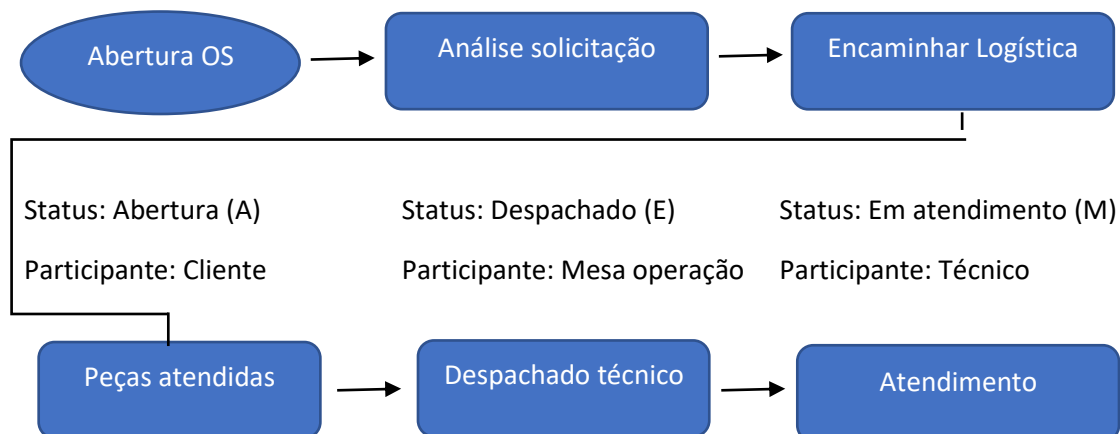 Abertura OS
Análise solicitação
Encaminhar Logística
Status: Abertura (A)
Status: Despachado (E)
Status: Em atendimento (M)
Participante: Cliente
Participante: Mesa operação
Participante: Técnico
Peças atendidas
Despachado técnico
Atendimento